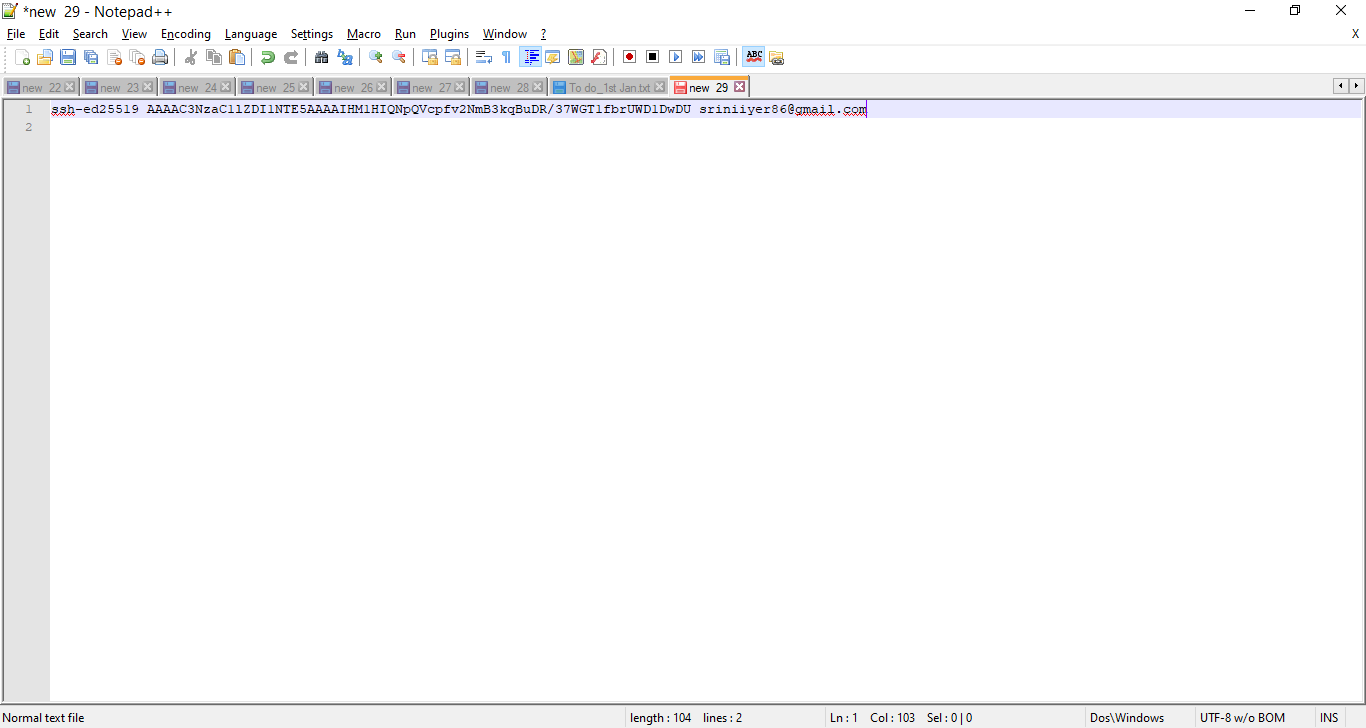 *new 29 - Notepad++
File Edit Search View Encoding Language Settings Macro Run Plugins Window ? X
ABC
new 22 new 23 new 24 new 25 new 26 new 27 new 28 To do_1st Jan.txt new 29
1 ssh-ed25519 AAAAC3NzaC1lZDI1NTE5AAAAIHM1HIQNpQVcpfv2NmB3kqBuDR/37WGT1fbrUWD1DwDU sriniiyer86@gmail.com
2
Normal text file length : 104 lines : 2 Ln : 1 Col : 103 Sel : 0 | 0 Dos\Windows UTF-8 w/o BOM INS